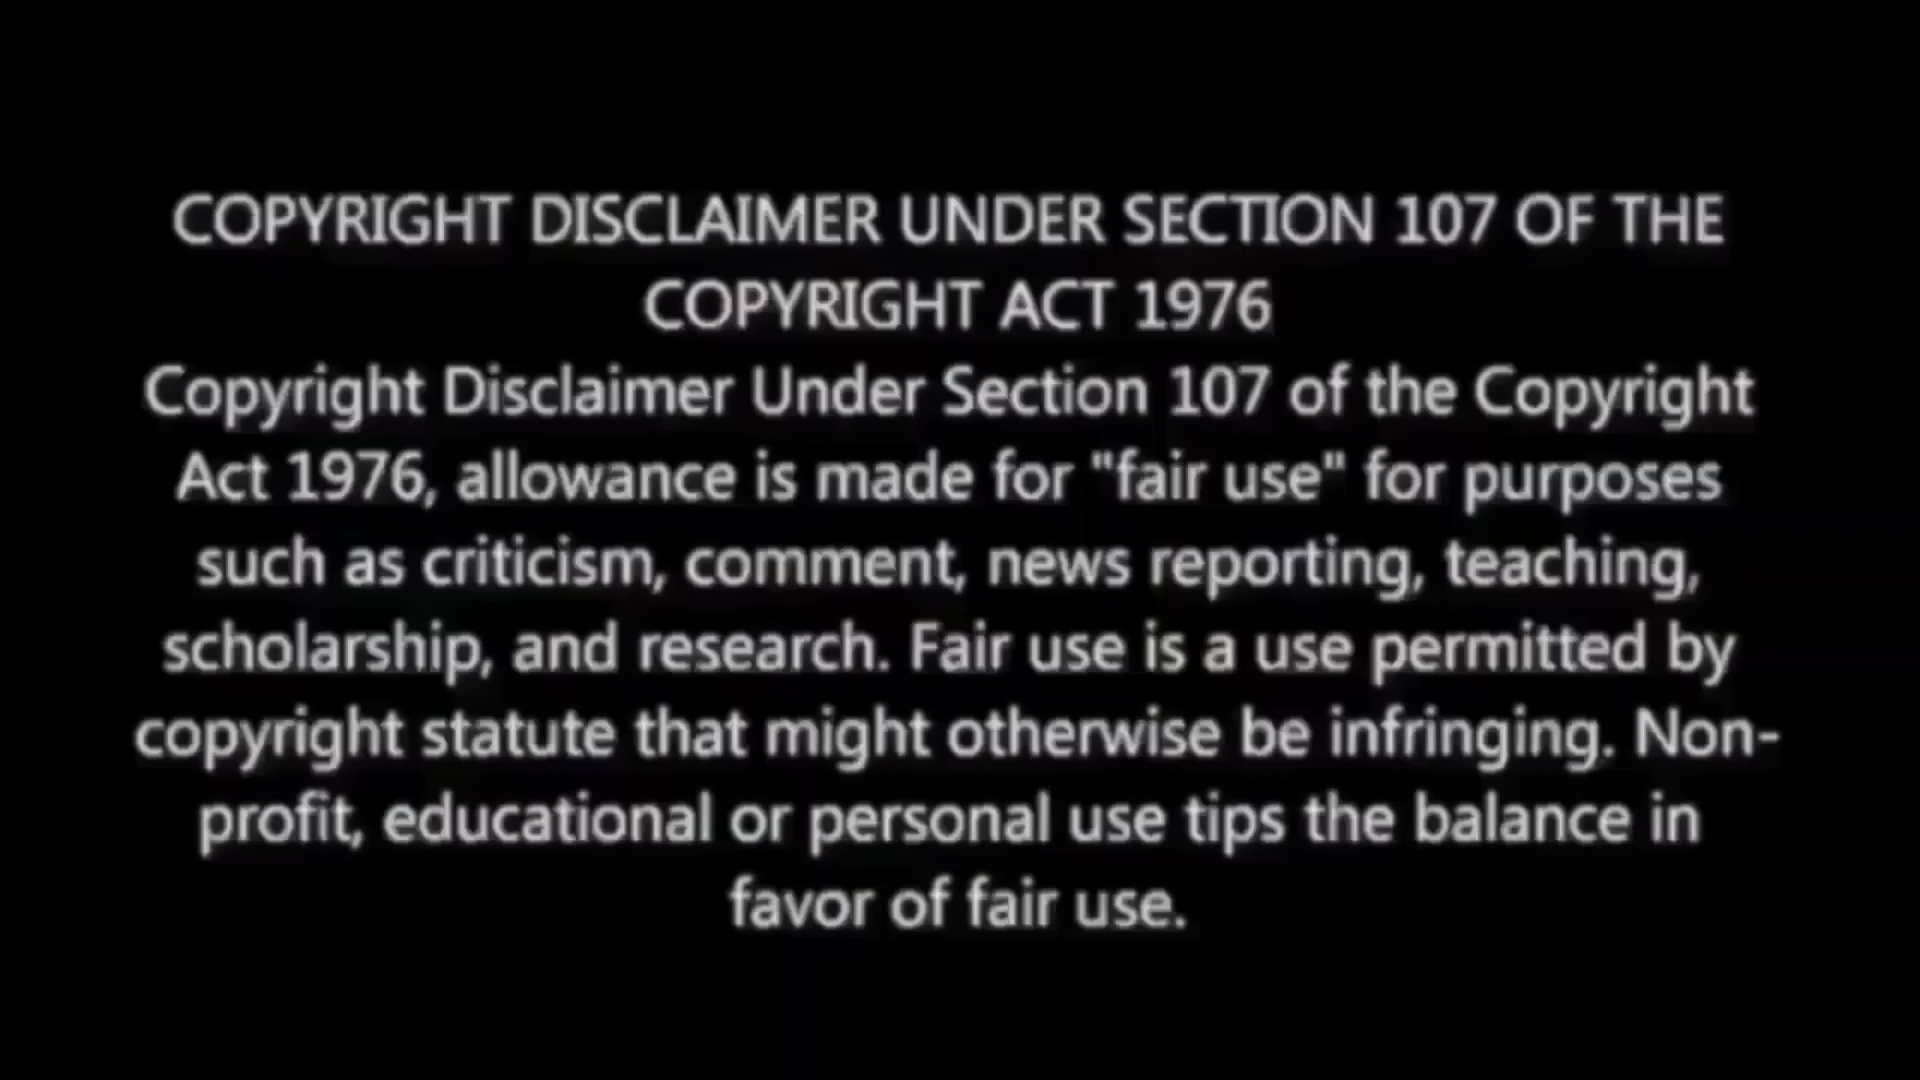 COPYRIGHT DISCLAIMER UNDER SECTION 107 OF THE
COPYRIGHT ACT 1976
Copyright Disclaimer Under Section 107 of the Copyright
Act 1976, allowance is made for "fair use" for purposes
such as criticism, comment, news reporting, teaching,
scholarship, and research. Fair use is a use permitted by
copyright statute that might otherwise be infringing. Non-
profit, educational or personal use tips the balance in
favor of fair use.